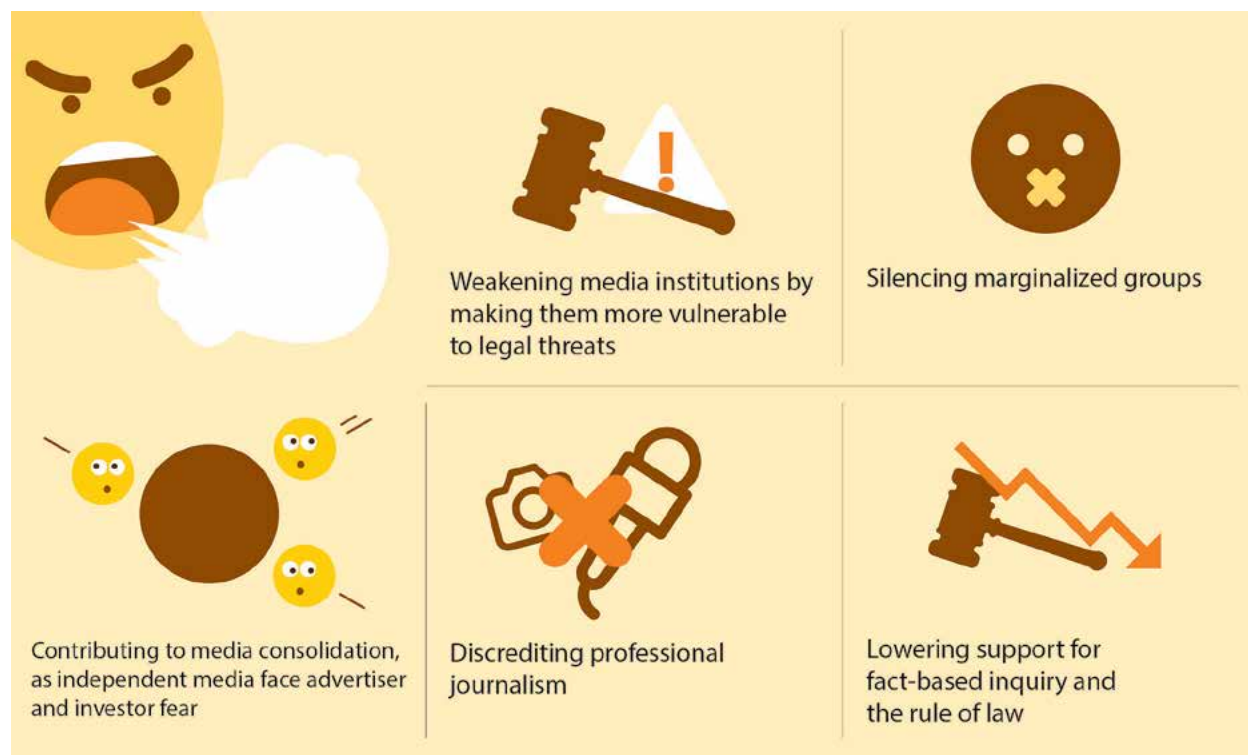 Weakening media institutions by
making them more vulnerable
to legal threats
Silencing marginalized groups
Contributing to media consolidation,
as independent media face advertiser
and investor fear
Discrediting professional
journalism
Lowering support for
fact-based inquiry and
the rule of law